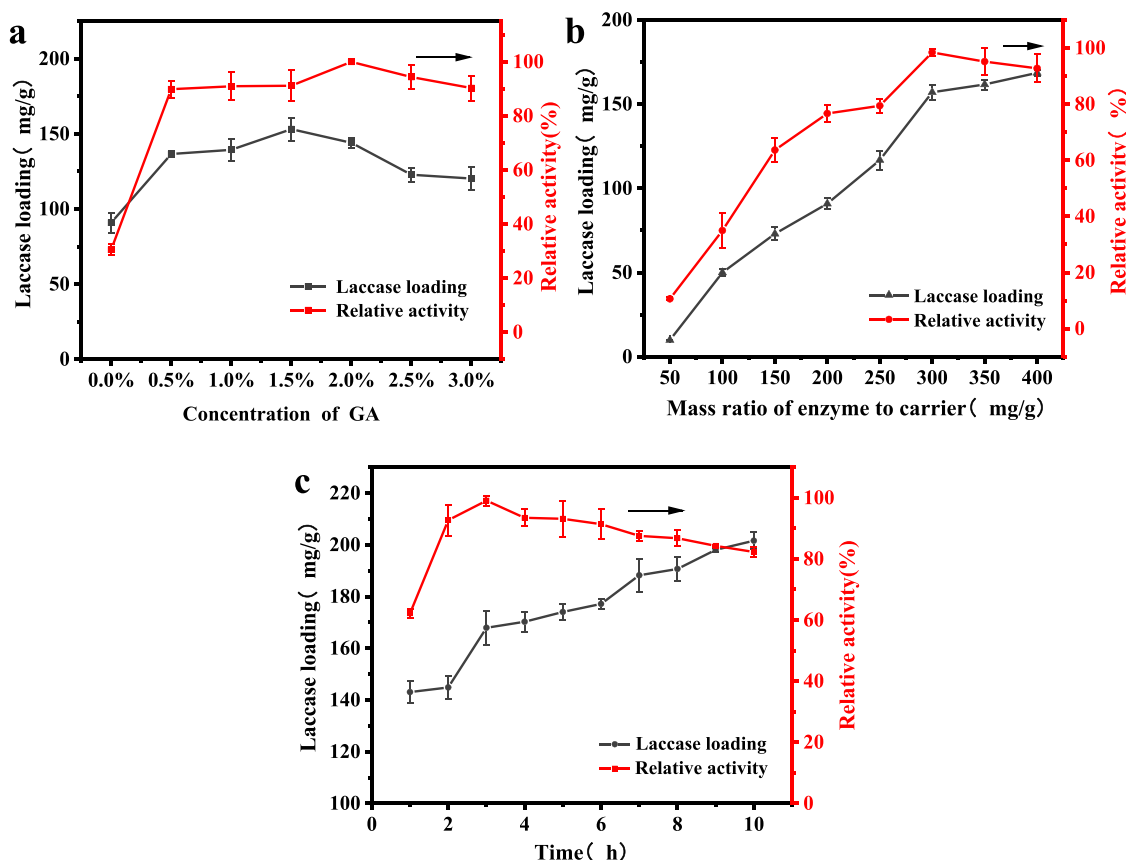 a
Laccase loading( mg/g)
200
150
100
50
0
0.0% 0.5% 1.0% 1.5% 2.0% 2.5% 3.0%
Concentration of GA
100
80
60
40
20
0
Relative activity(%)
Laccase loading
Relative activity
b
Laccase loading( mg/g)
200
150
100
50
0
50 100 150 200 250 300 350 400
Mass ratio of enzyme to carrier( mg/g)
100
80
60
40
20
0
Relative activity( %)
Laccase loading
Relative activity
c
Laccase loading( mg/g)
220
200
180
160
140
120
100
0 2 4 6 8 10
Time( h)
100
80
60
40
20
0
Relative activity(%)
Laccase loading
Relative activity